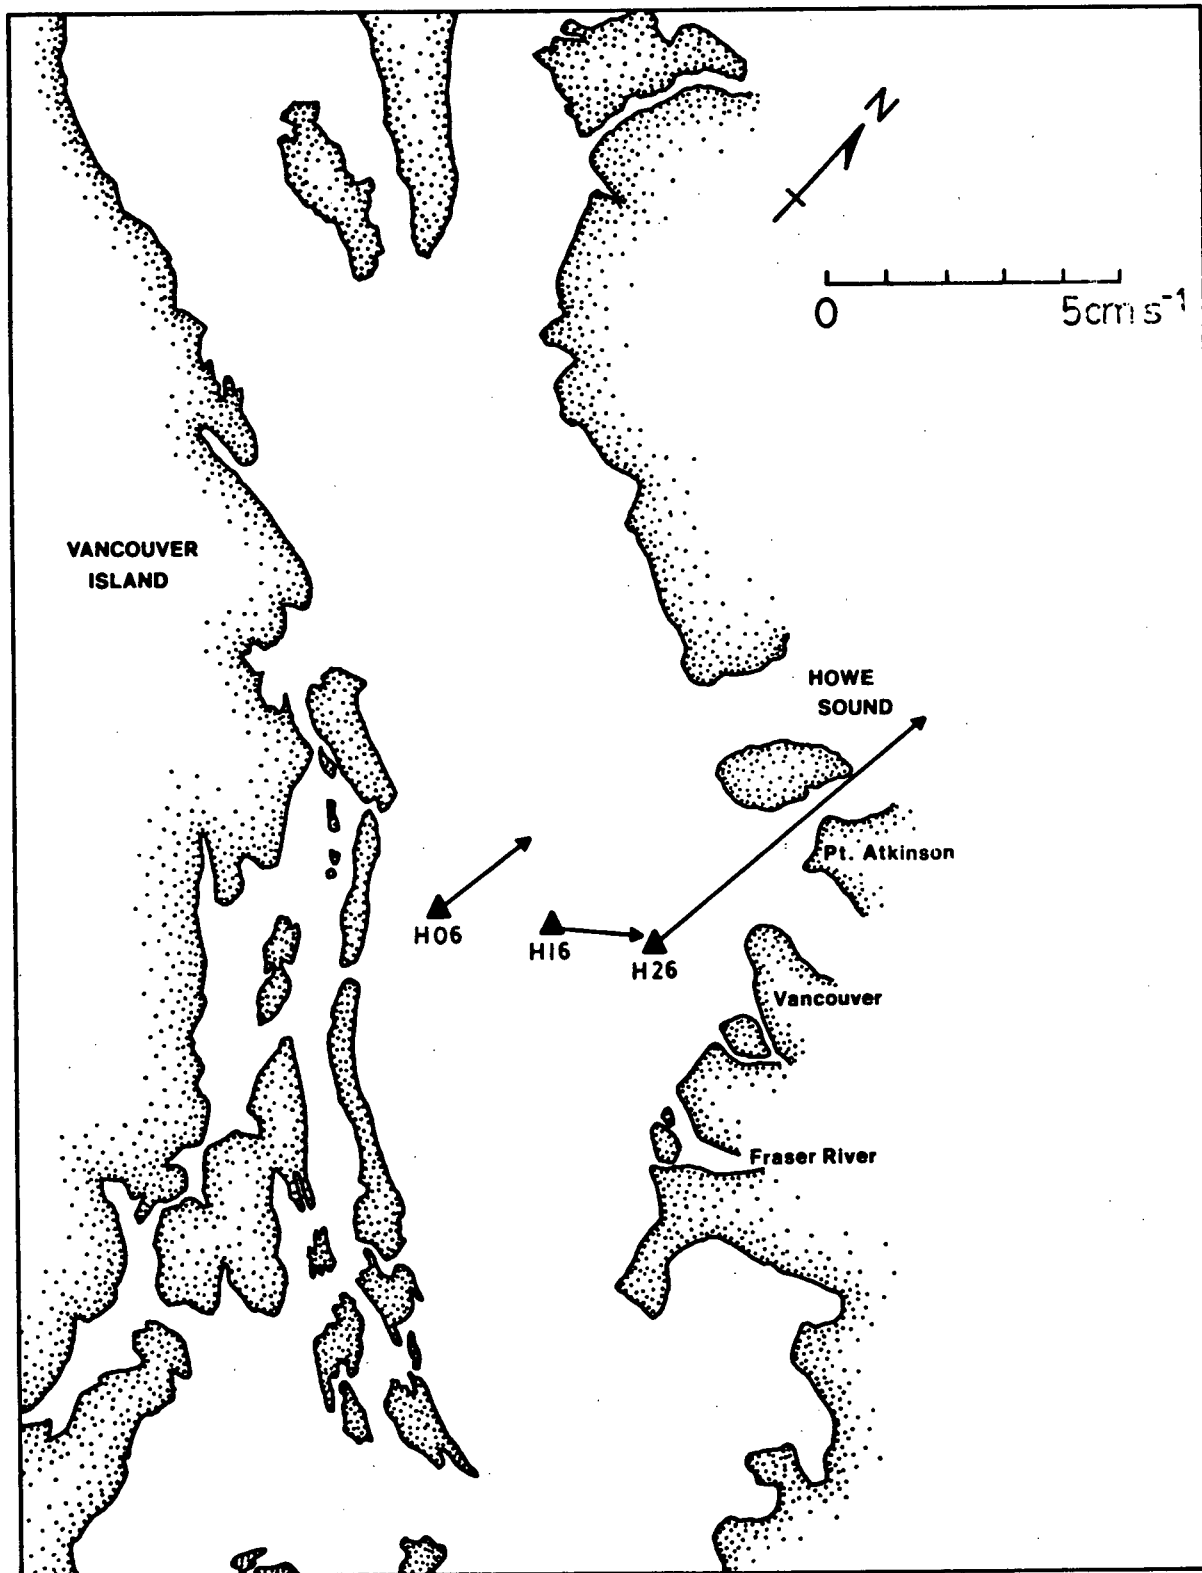 N
0
5cm s⁻¹
VANCOUVER
ISLAND
HOWE
SOUND
Pt. Atkinson
H06
H16
H26
Vancouver
Fraser River